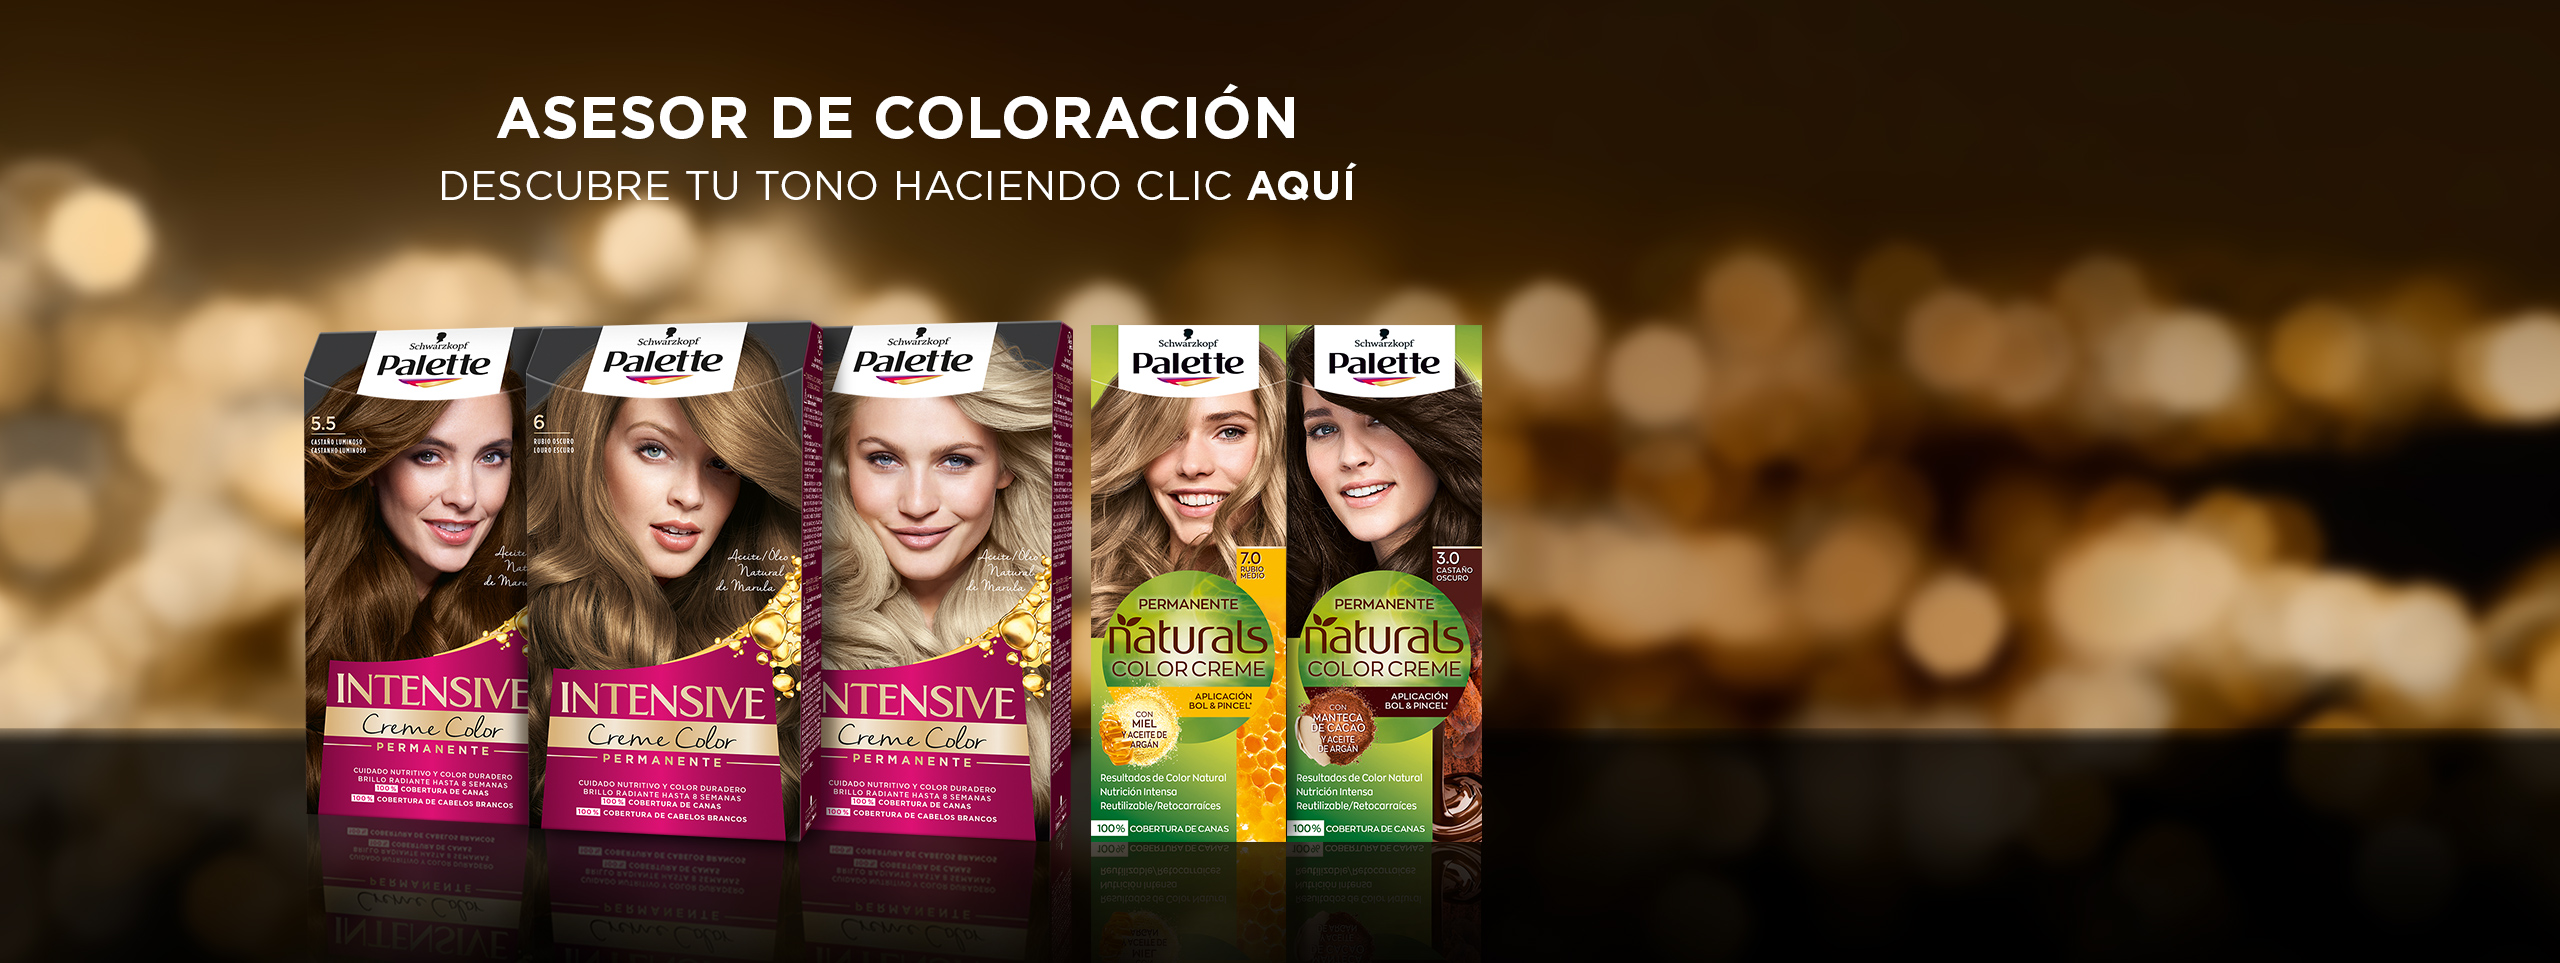 ASESOR DE COLORACIÓN
DESCUBRE TU TONO HACIENDO CLIC AQUÍ
Schwarzkopf
Palette
5.5
CASTAÑO LUMINOSO
CASTANHO LUMINOSO
Aceite
de
INTENSIVE
Creme Color
PERMANENTE
CUIDADO NUTRITIVO Y COLOR DURADERO
BRILLO RADIANTE HASTA 8 SEMANAS
100% COBERTURA DE CANAS
100% COBERTURA DE CABELOS BRANCOS
Schwarzkopf
Palette
6
RUBIO OSCURO
LOURO ESCURO
Aceite/Óleo
Natural
de Marula
INTENSIVE
Creme Color
PERMANENTE
CUIDADO NUTRITIVO Y COLOR DURADERO
BRILLO RADIANTE HASTA 8 SEMANAS
100% COBERTURA DE CANAS
100% COBERTURA DE CABELOS BRANCOS
Schwarzkopf
Palette
Aceite/Óleo
Natural
de Marula
NTENSIVE
Creme Color
PERMANENTE
CUIDADO NUTRITIVO Y COLOR DURADERO
BRILLO RADIANTE HASTA 8 SEMANAS
100% COBERTURA DE CANAS
100% COBERTURA DE CABELOS BRANCOS
Schwarzkopf
Palette
7.0
RUBIO
MEDIO
PERMANENTE
naturals
COLOR CREME
APLICACIÓN
BOL & PINCEL*
CON
MIEL
Y ACEITE DE
ARGÁN
Resultados de Color Natural
Nutrición Intensa
Reutilizable/Retocarraíces
100% COBERTURA DE CANAS
Schwarzkopf
Palette
3.0
CASTAÑO
OSCURO
PERMANENTE
naturals
COLOR CREME
APLICACIÓN
BOL & PINCEL*
CON
MANTECA
DE CACAO
Y ACEITE
DE ARGÁN
Resultados de Color Natural
Nutrición Intensa
Reutilizable/Retocarraíces
100% COBERTURA DE CANAS